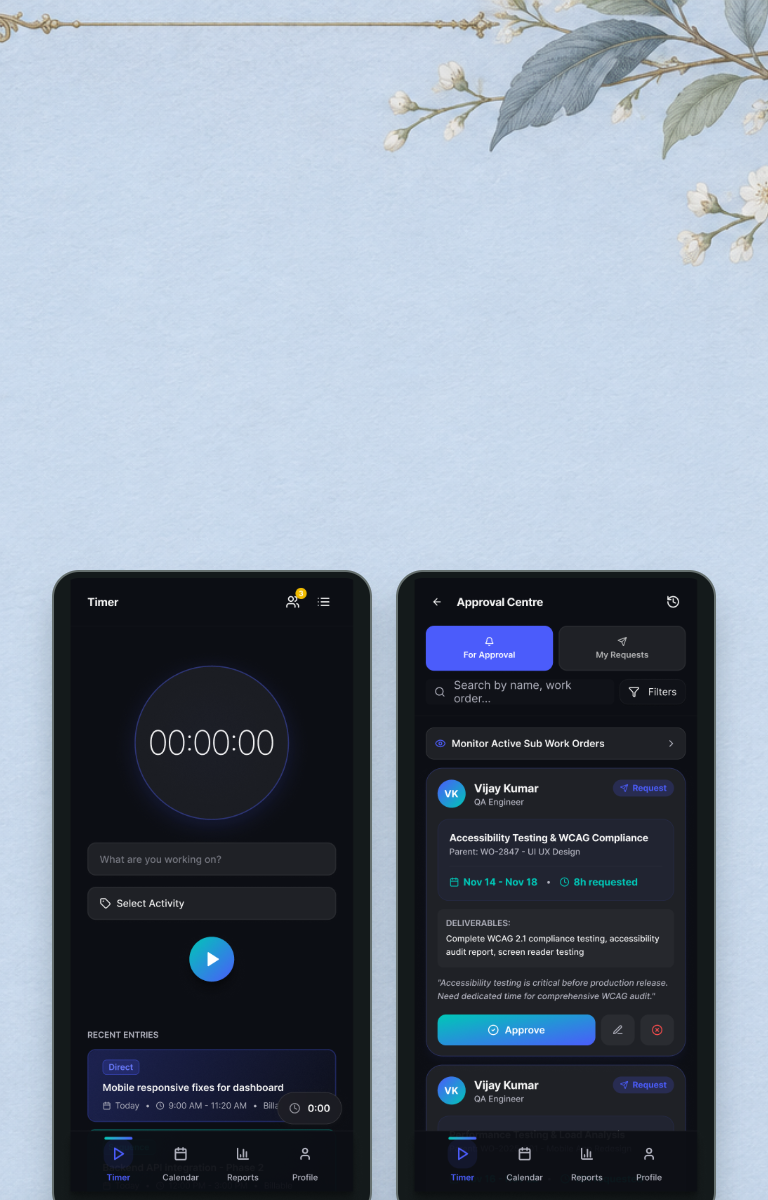 Timer
3
00:00:00
What are you working on?
Select Activity
RECENT ENTRIES
Direct
Mobile responsive fixes for dashboard
Today • 9:00 AM - 11:20 AM •
0:00
Timer
Calendar
Reports
Profile
Approval Centre
For Approval
My Requests
Search by name, work
order...
Filters
Monitor Active Sub Work Orders
VK
Vijay Kumar
QA Engineer
Request
Accessibility Testing & WCAG Compliance
Parent: WO-2847 - UI UX Design
Nov 14 - Nov 18 • 8h requested
DELIVERABLES:
Complete WCAG 2.1 compliance testing, accessibility
audit report, screen reader testing
"Accessibility testing is critical before production release.
Need dedicated time for comprehensive WCAG audit."
Approve
VK
Vijay Kumar
QA Engineer
Request
Timer
Calendar
Reports
Profile